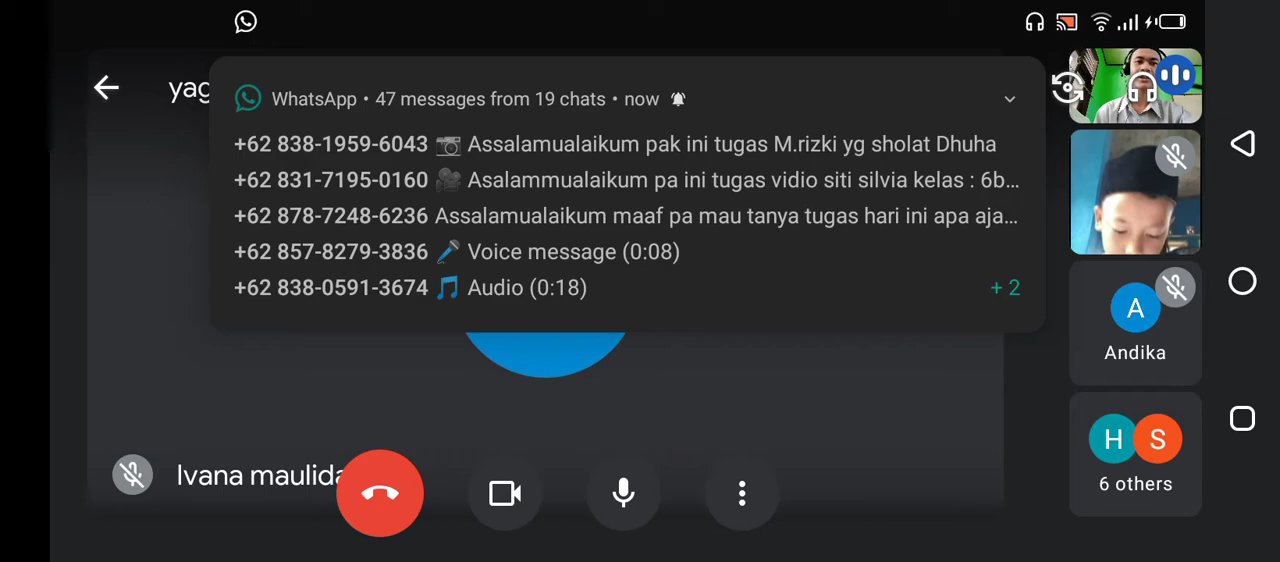 yag
WhatsApp • 47 messages from 19 chats • now
+62 838-1959-6043 📷 Assalamualaikum pak ini tugas M.rizki yg sholat Dhuha
+62 831-7195-0160 🎥 Asalammualaikum pa ini tugas vidio siti silvia kelas : 6b...
+62 878-7248-6236 Assalamualaikum maaf pa mau tanya tugas hari ini apa aja...
+62 857-8279-3836 🎤 Voice message (0:08)
+62 838-0591-3674 🎵 Audio (0:18)
+ 2
A
Andika
H S
6 others
Ivana maulida